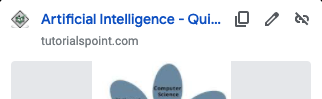 Artificial Intelligence - Qui...
tutorialspoint.com
Computer
Science